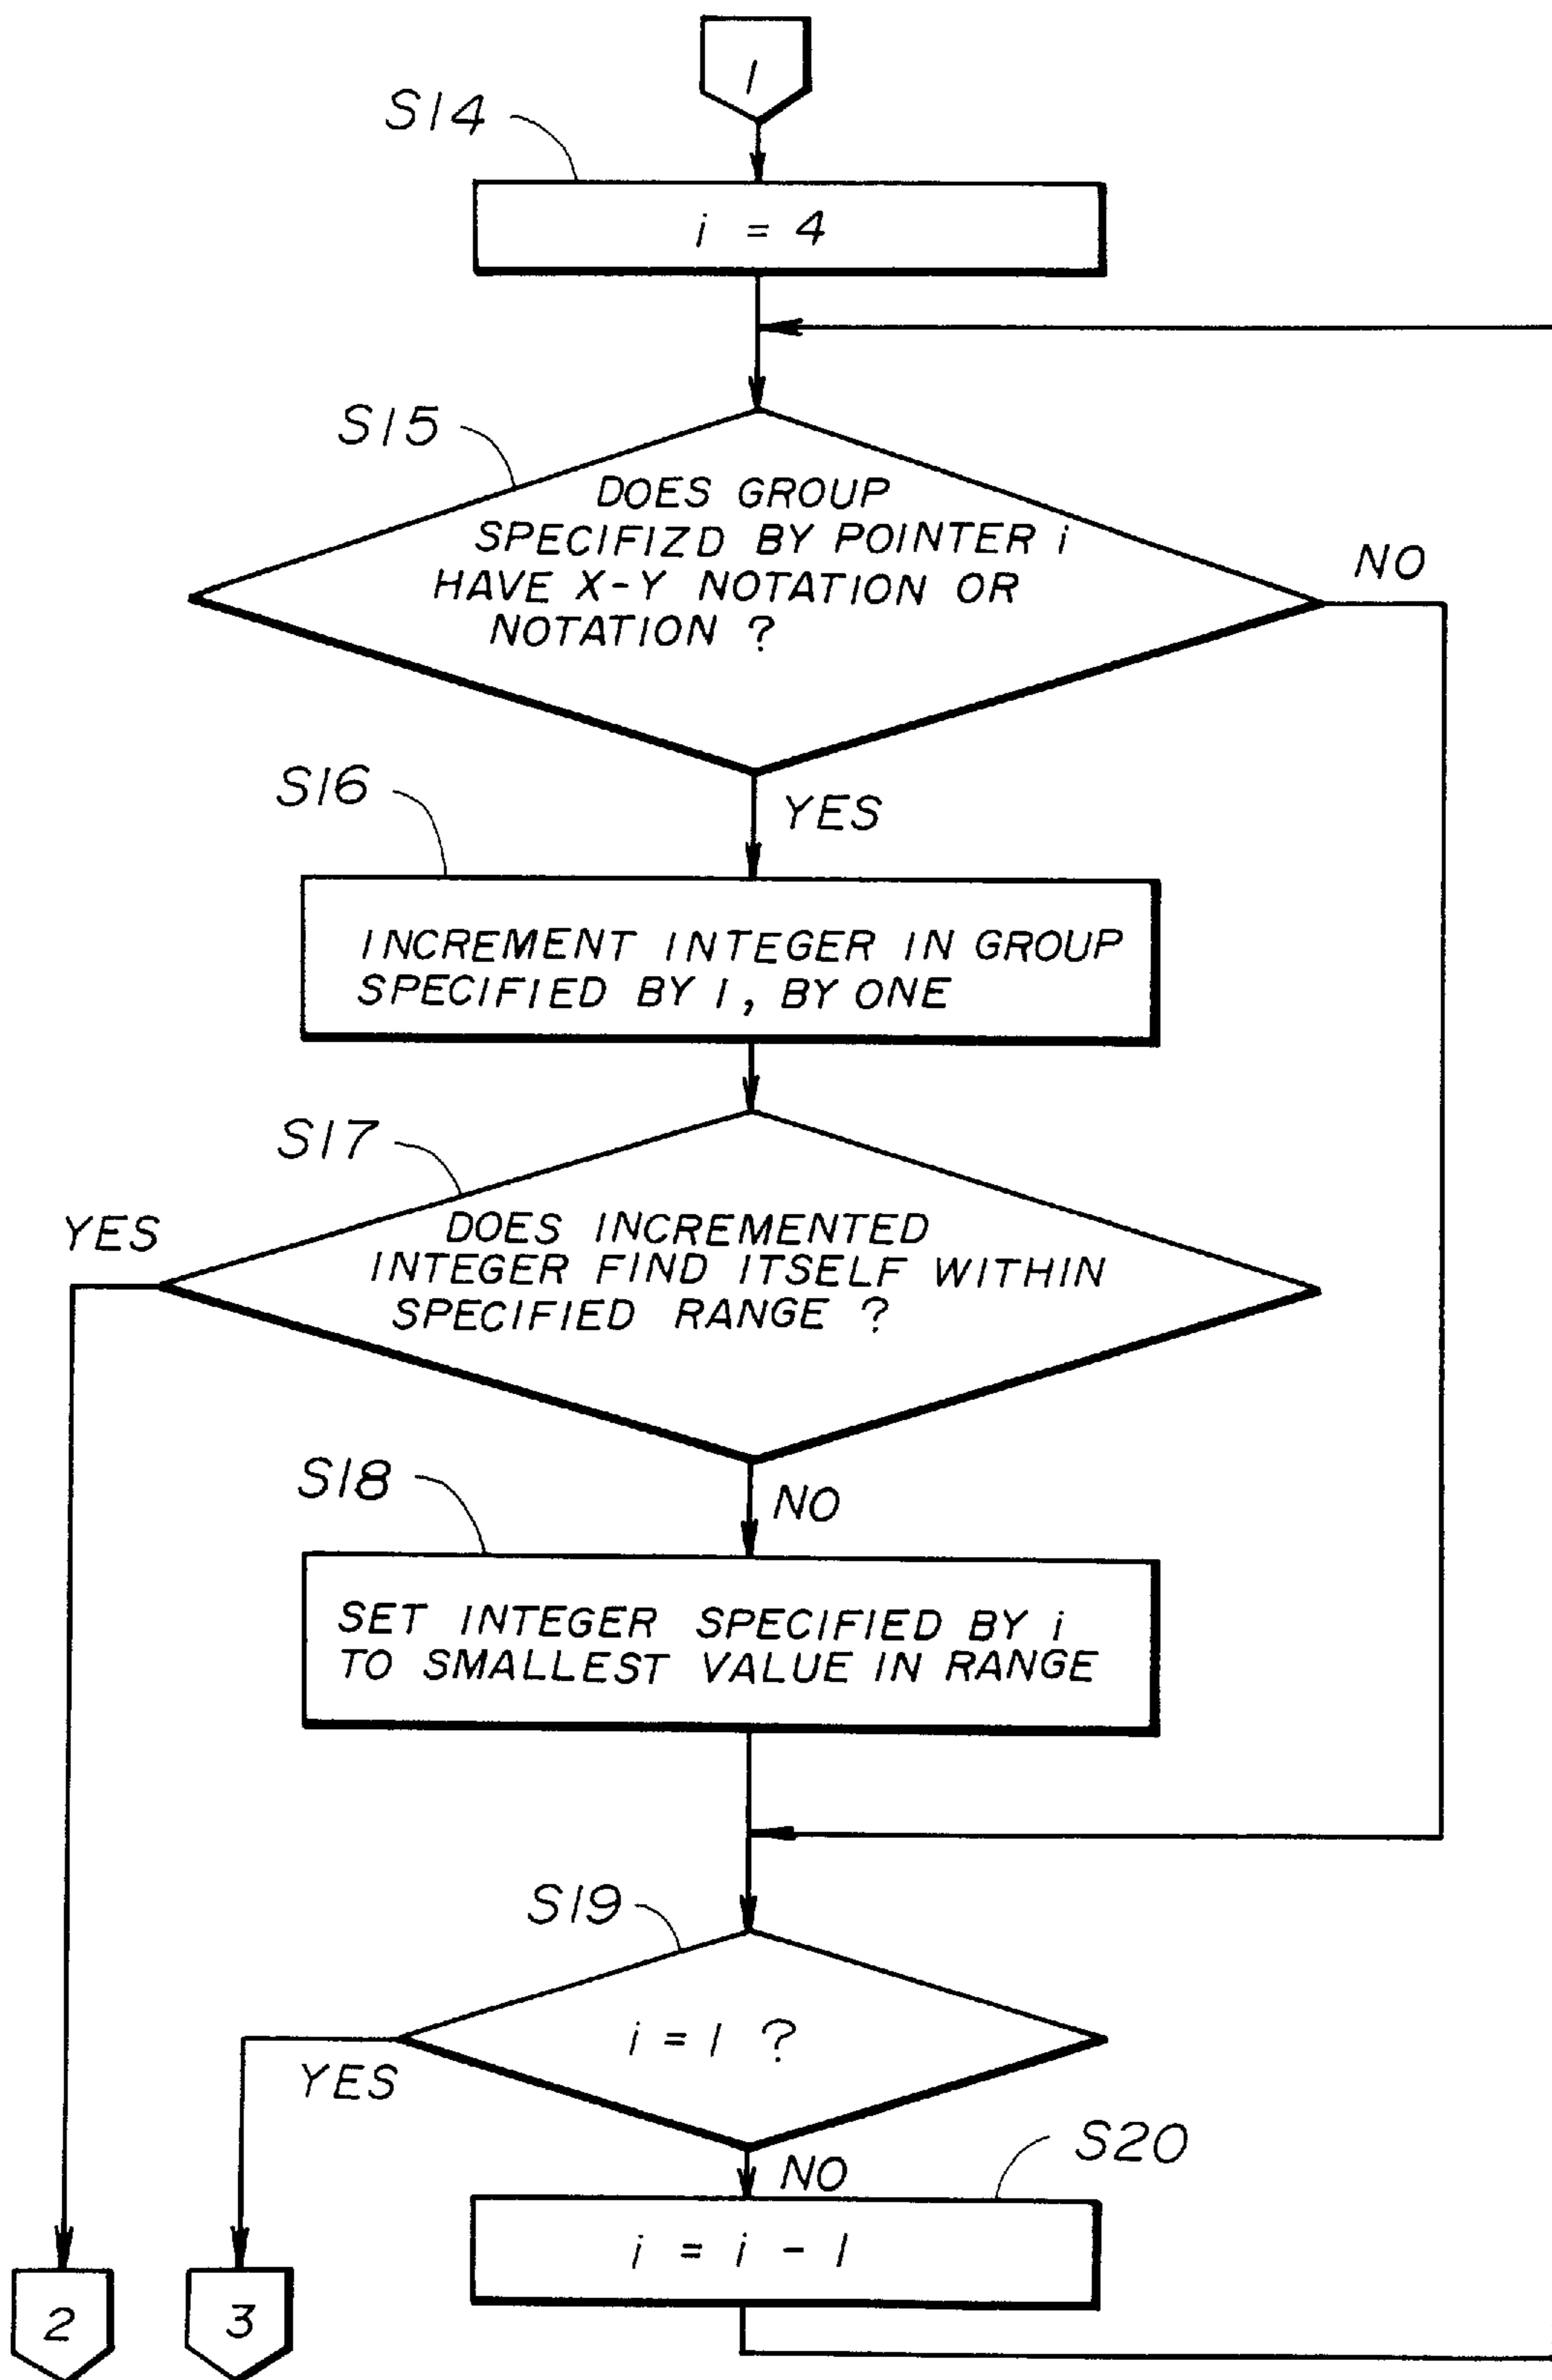 1
S14
i = 4
S15
DOES GROUP
SPECIFIZD BY POINTER i
HAVE X-Y NOTATION OR
NOTATION ?
NO
S16
YES
INCREMENT INTEGER IN GROUP
SPECIFIED BY I, BY ONE
S17
YES
DOES INCREMENTED
INTEGER FIND ITSELF WITHIN
SPECIFIED RANGE ?
S18
NO
SET INTEGER SPECIFIED BY i
TO SMALLEST VALUE IN RANGE
S19
i = 1 ?
YES
S20
NO
i = i - 1
2
3